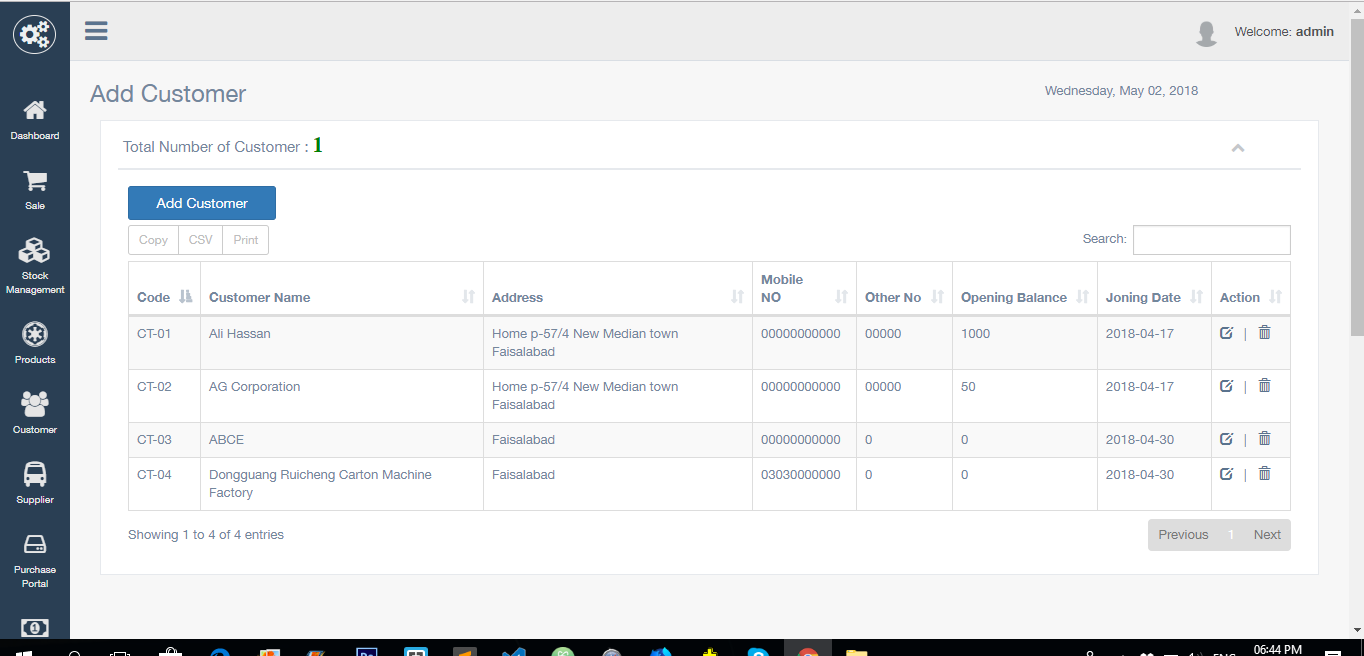 Welcome: admin
Add Customer
Wednesday, May 02, 2018
Dashboard
Sale
Stock
Management
Products
Customer
Supplier
Purchase
Portal
Total Number of Customer : 1
Add Customer
Copy CSV Print
Search:
Code Customer Name Address Mobile NO Other No Opening Balance Joning Date Action
CT-01 Ali Hassan Home p-57/4 New Median town 00000000000 00000 1000 2018-04-17 |
Faisalabad
CT-02 AG Corporation Home p-57/4 New Median town 00000000000 00000 50 2018-04-17 |
Faisalabad
CT-03 ABCE Faisalabad 00000000000 0 0 2018-04-30 |
CT-04 Dongguang Ruicheng Carton Machine Faisalabad 03030000000 0 0 2018-04-30 |
Factory
Showing 1 to 4 of 4 entries
Previous 1 Next
06:44 PM